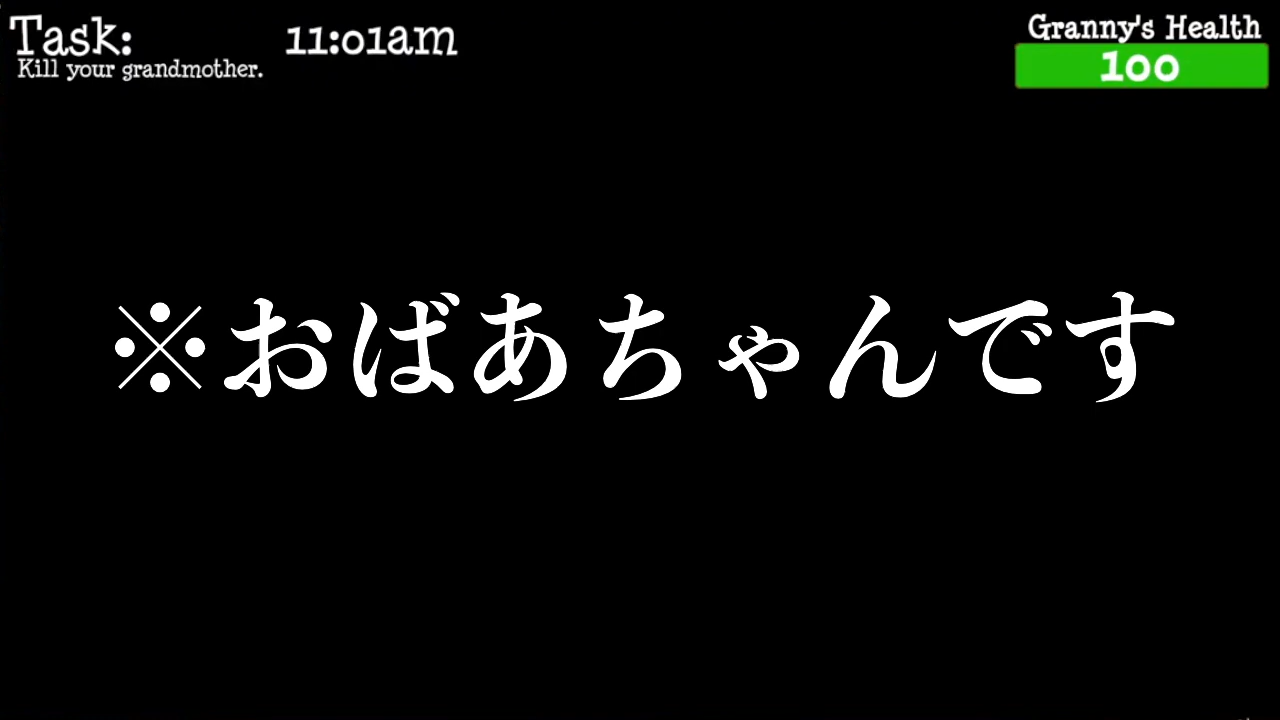 Task:
Kill your grandmother.
11:01am
Granny's Health
100
※おばあちゃんです